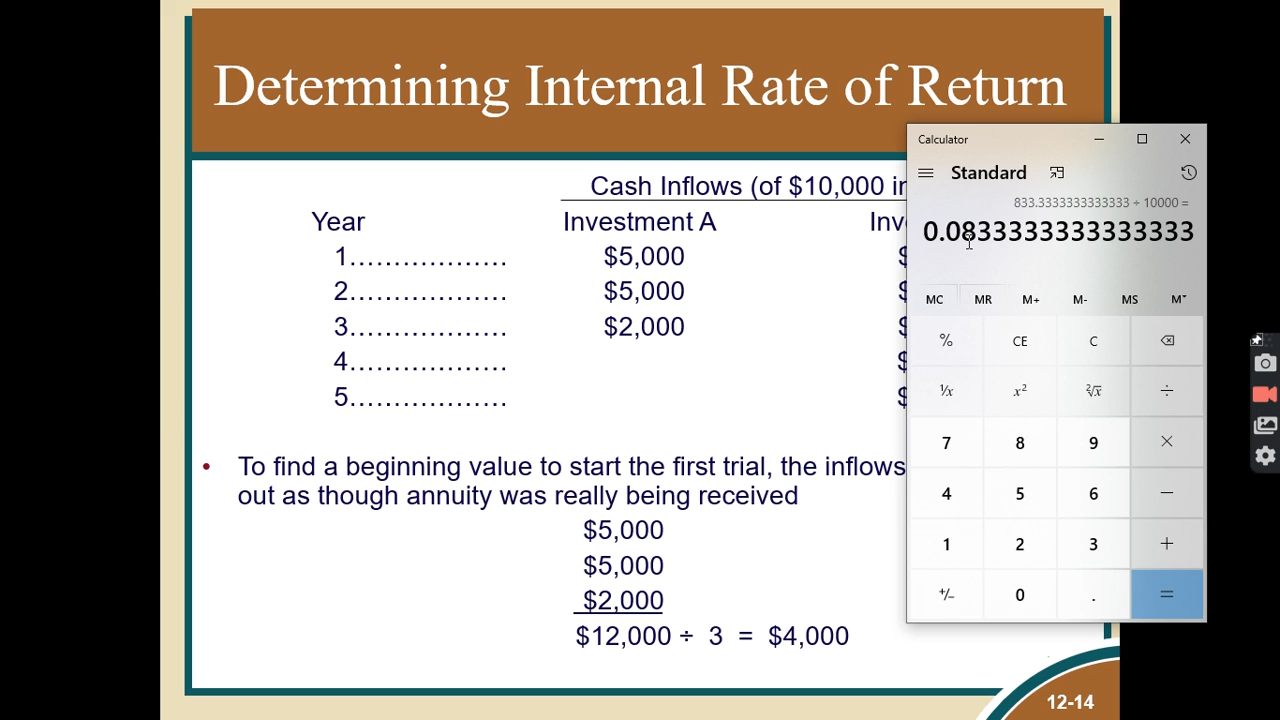 Determining Internal Rate of Return
Cash Inflows (of $10,000 in
Year Investment A Inv
1.................. $5,000 $
2.................. $5,000 $
3.................. $2,000 $
4.................. $
5.................. $
• To find a beginning value to start the first trial, the inflows
out as though annuity was really being received
$5,000
$5,000
$2,000
$12,000 ÷ 3 = $4,000
12-14
Calculator
Standard
833.3333333333333 ÷ 10000 =
0.0833333333333333
MC MR M+ M- MS M˅
% CE C
¹/x x² ²√x ÷
7 8 9 ×
4 5 6 −
1 2 3 +
+/− 0 . =